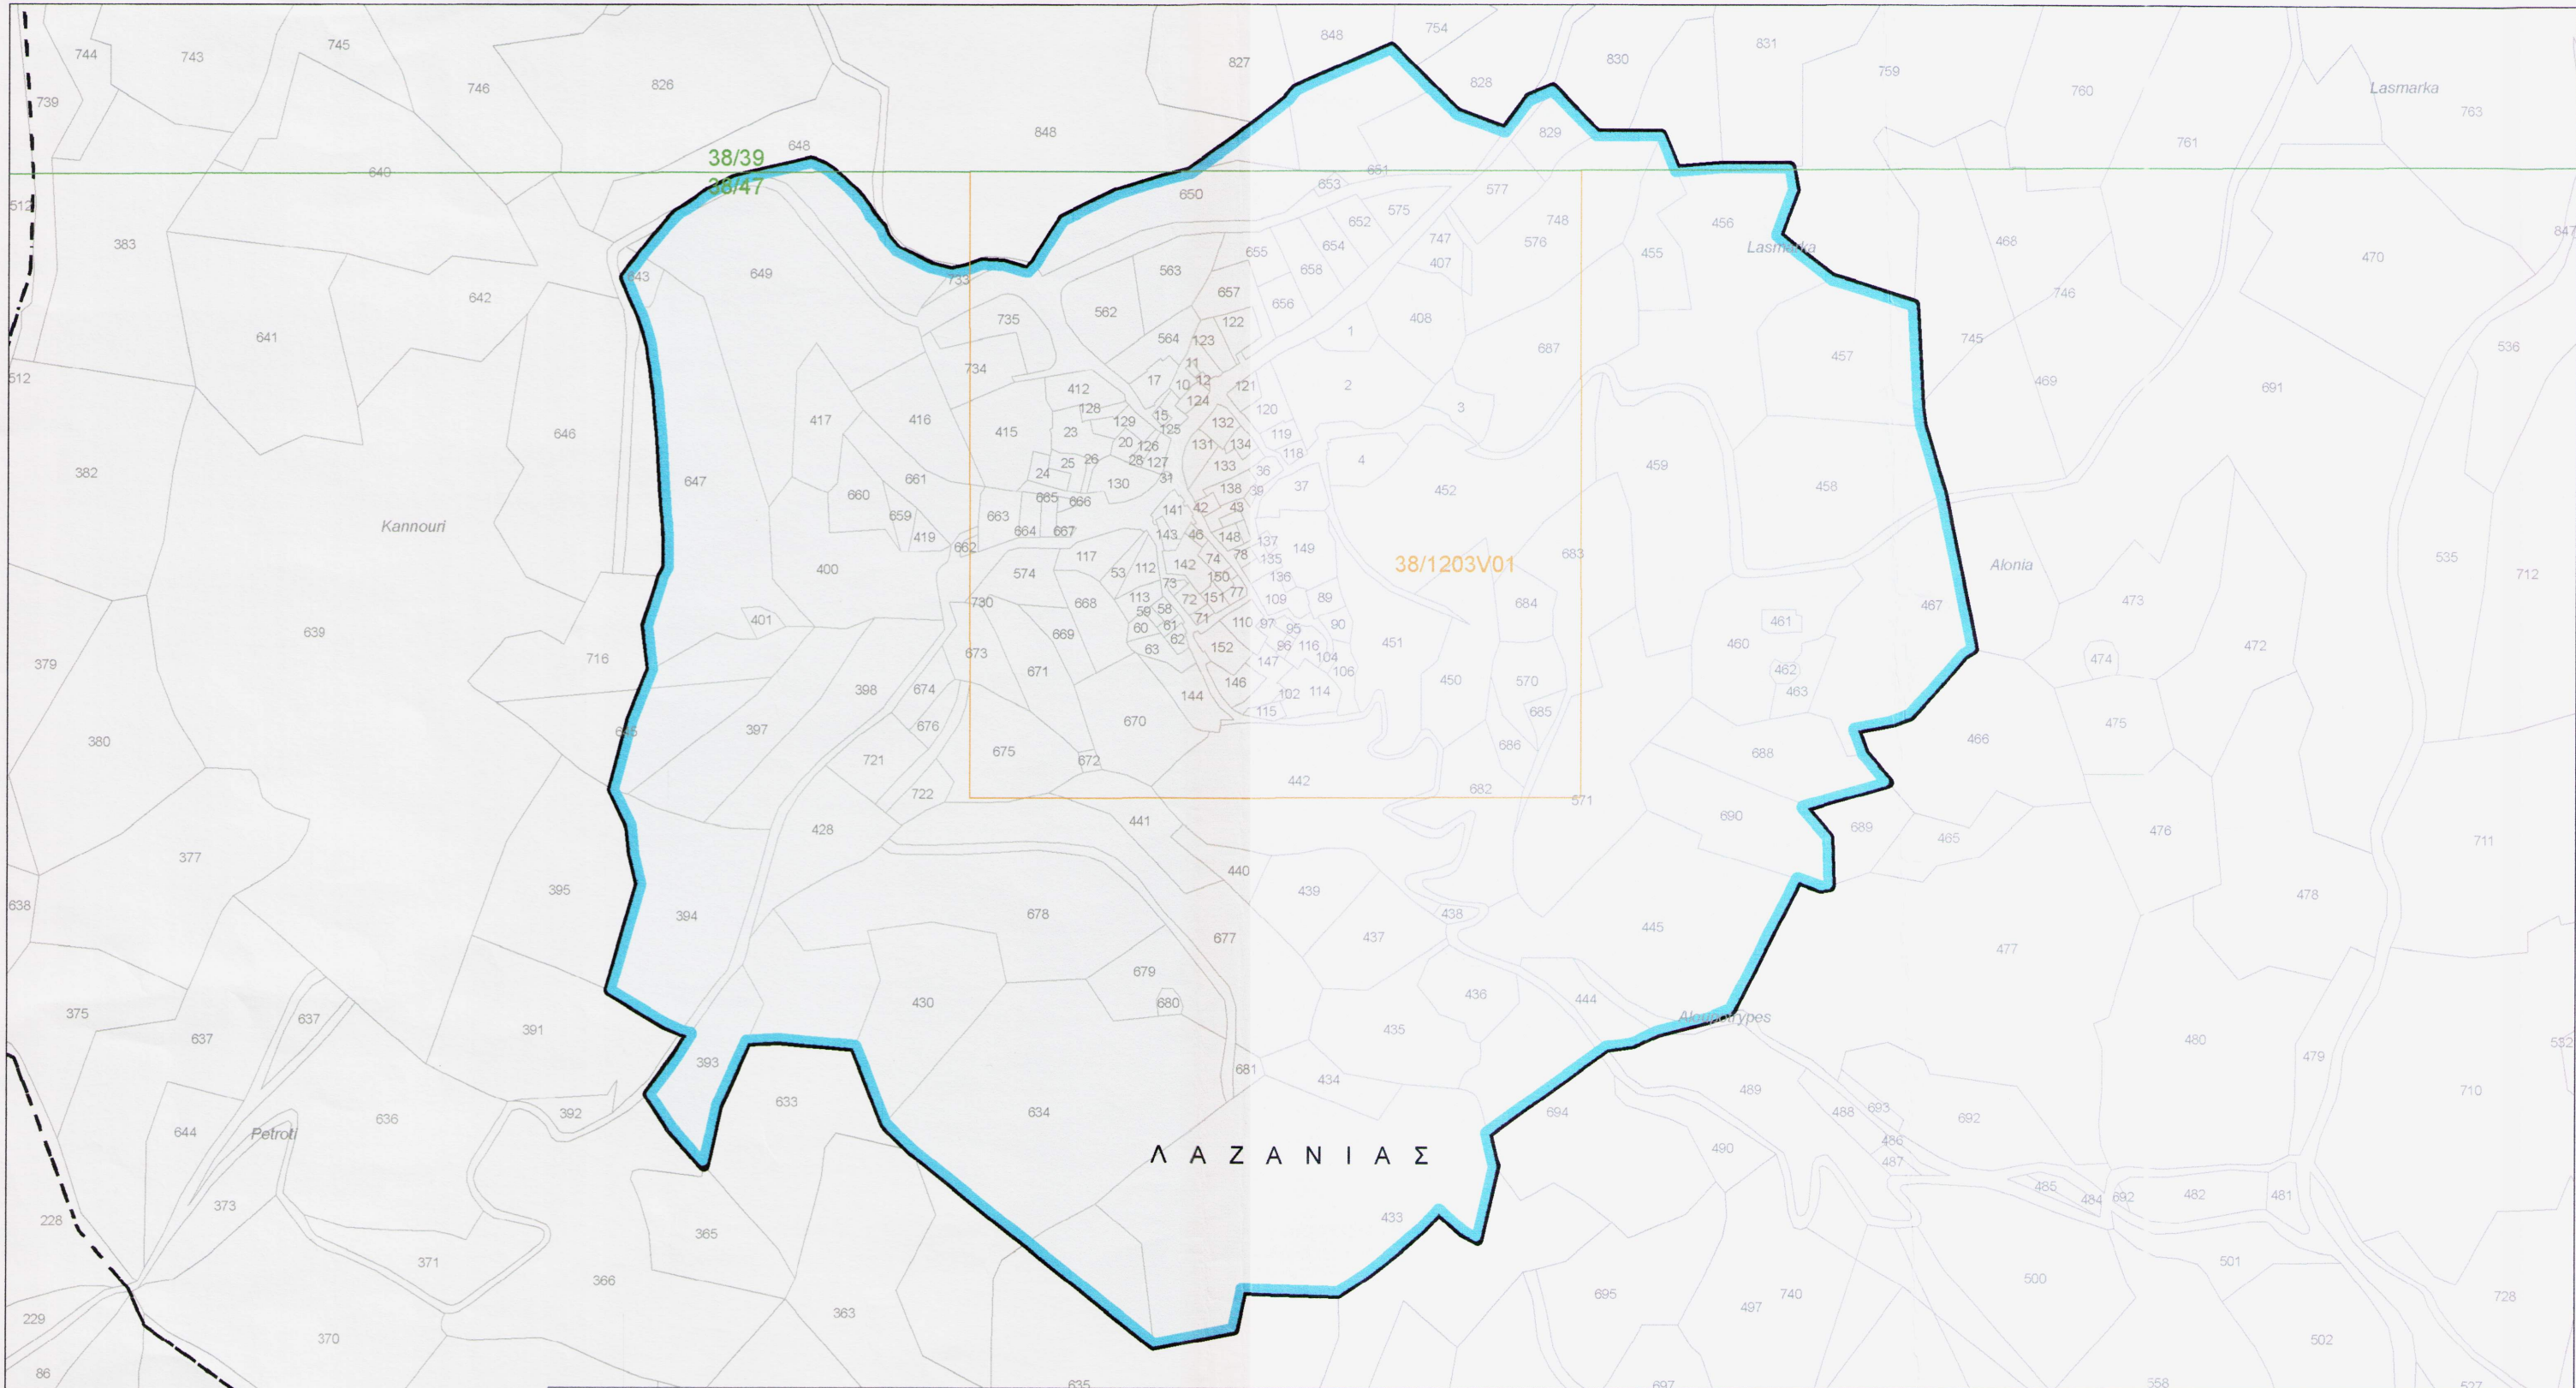 848 754
744 743 745 746 826 827 828 830 831 759 760 Lasmarka 763
739 848 829 761
640 648 38/39
38/47 650 653 651 577
512 383 643 649 733 563 655 654 652 575 748 456 468 470 847
642 562 657 658 747 407 576 455 Lasmarka 746
641 735 564 122 656 408 687 457 745 536
512 734 123 1
11
417 416 412 17 10 12 121 2 469 691
128 15 124 120 3
646 415 23 129 125 132 119
20 126 131 134 118 4 459
382 24 25 26 28 127 133 36
647 661 130 31 138 39 37 452 458
660 665 666 141 42 43
Kannouri 659 663 664 667 143 46 148 137
419 662 117 74 78 135 149 38/1203V01 683 535
400 574 53 112 142 150 136 Alonia 712
73 77
730 668 113 72 151 109 89 684 467 473
401 59 58 71 110 97 90
639 669 60 61 95 461
62 96 116 451 460 472
379 716 673 671 63 152 147 104 474
106 462
398 674 146 102 114 450 570 463
144
380 645 397 676 670 115 685 475
675 686 688 466
721 672
722 442 682 571
428 441 690 689 465 476 711
377 440
395 439 478
638 394 678 438 445
677 437 477
679
375 637 430 680 436 444
637 391 435 Aloupotrypes 480 479 532
393 681 434 489 710
392 633 634 694 488 693 692
636
644 Petroti 490 486
ΛΑΖΑΝΙΑΣ 487
373 485 484 692 482 481
228 365 433
371 501
366 500
363 695 497 740 728
229
370 502
86 635 697 558 527